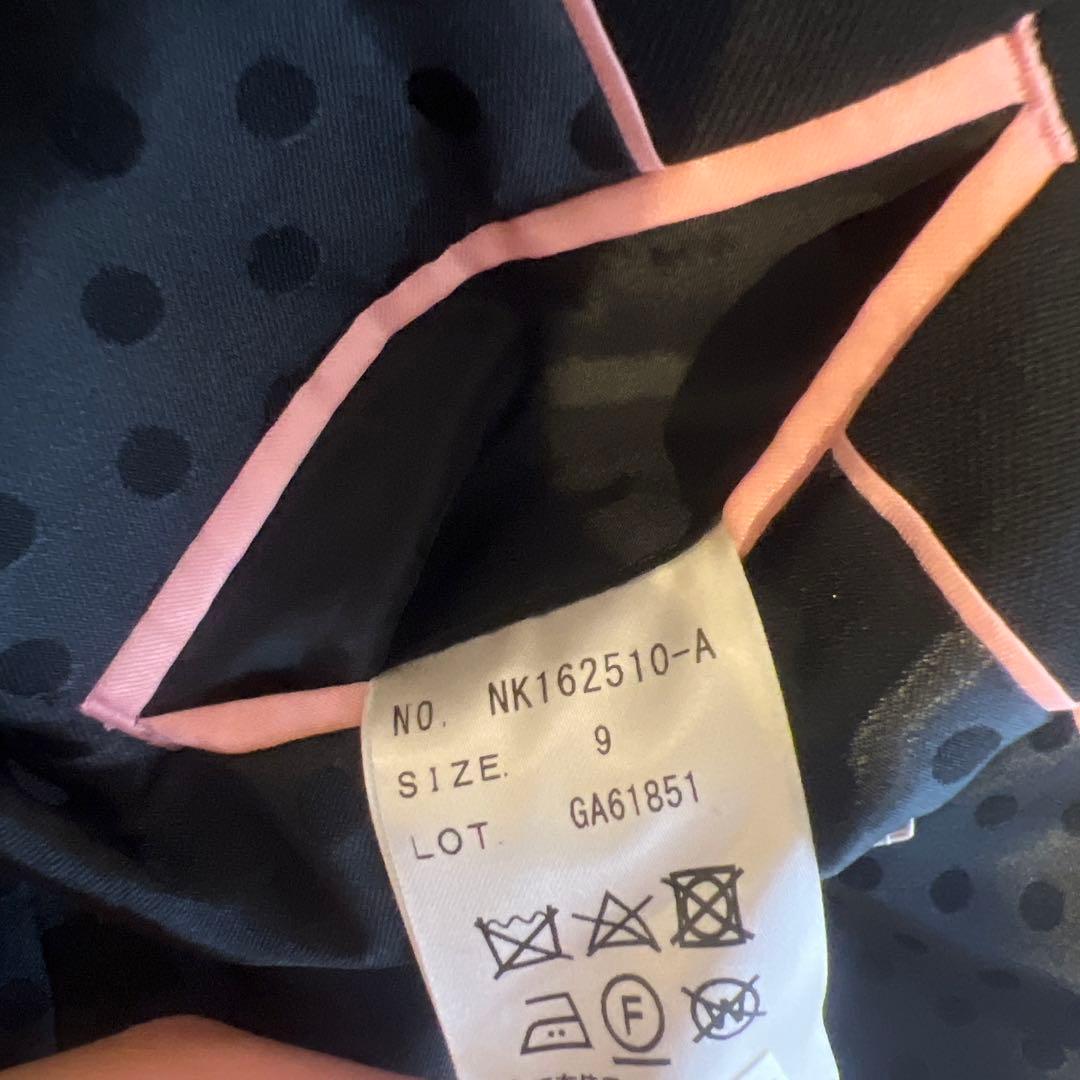 NO. NK162510-A
SIZE. 9
LOT. GA61851
F
W